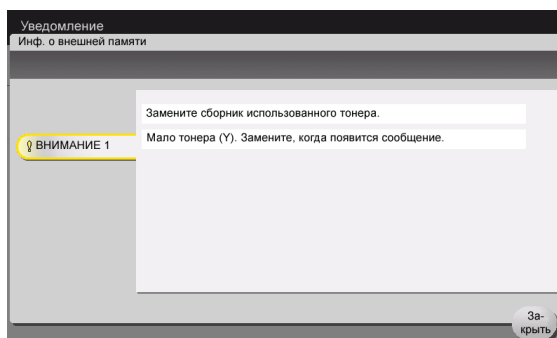 Уведомление
Инф. о внешней памяти
Замените сборник использованного тонера.
Мало тонера (Y). Замените, когда появится сообщение.
ВНИМАНИЕ 1
За-
крыть